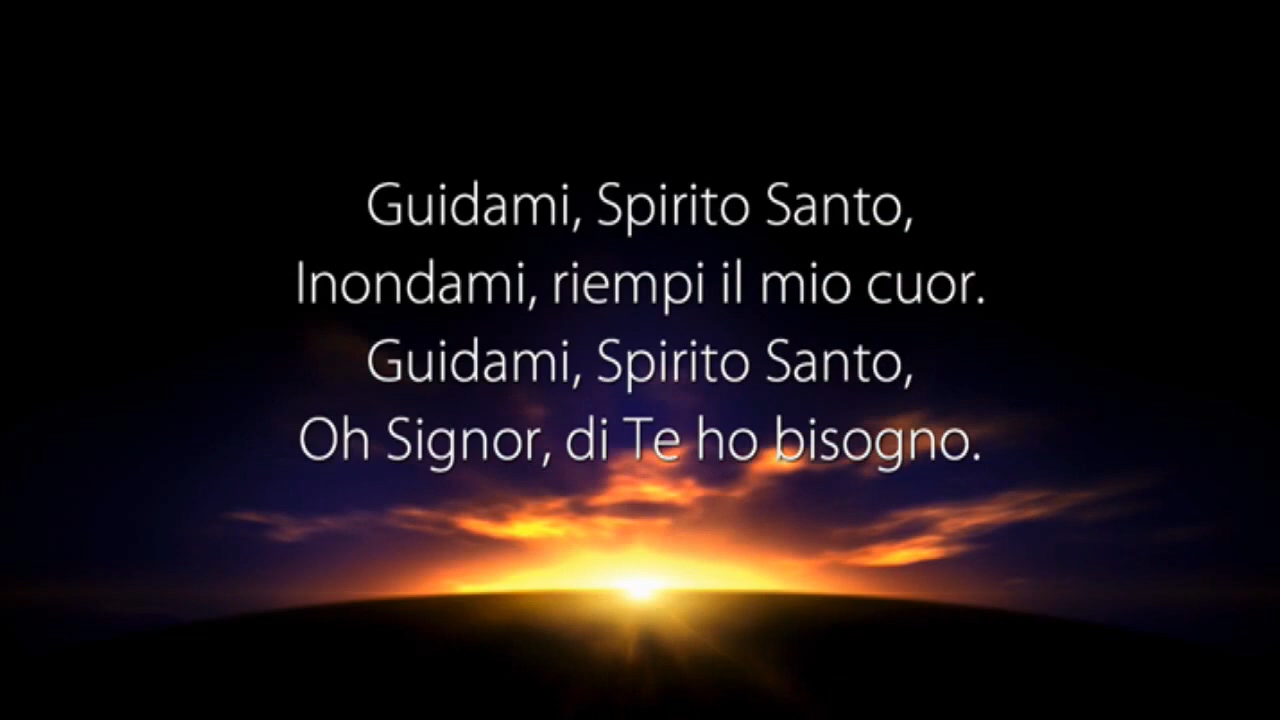 Guidami, Spirito Santo,
Inondami, riempi il mio cuor.
Guidami, Spirito Santo,
Oh Signor, di Te ho bisogno.